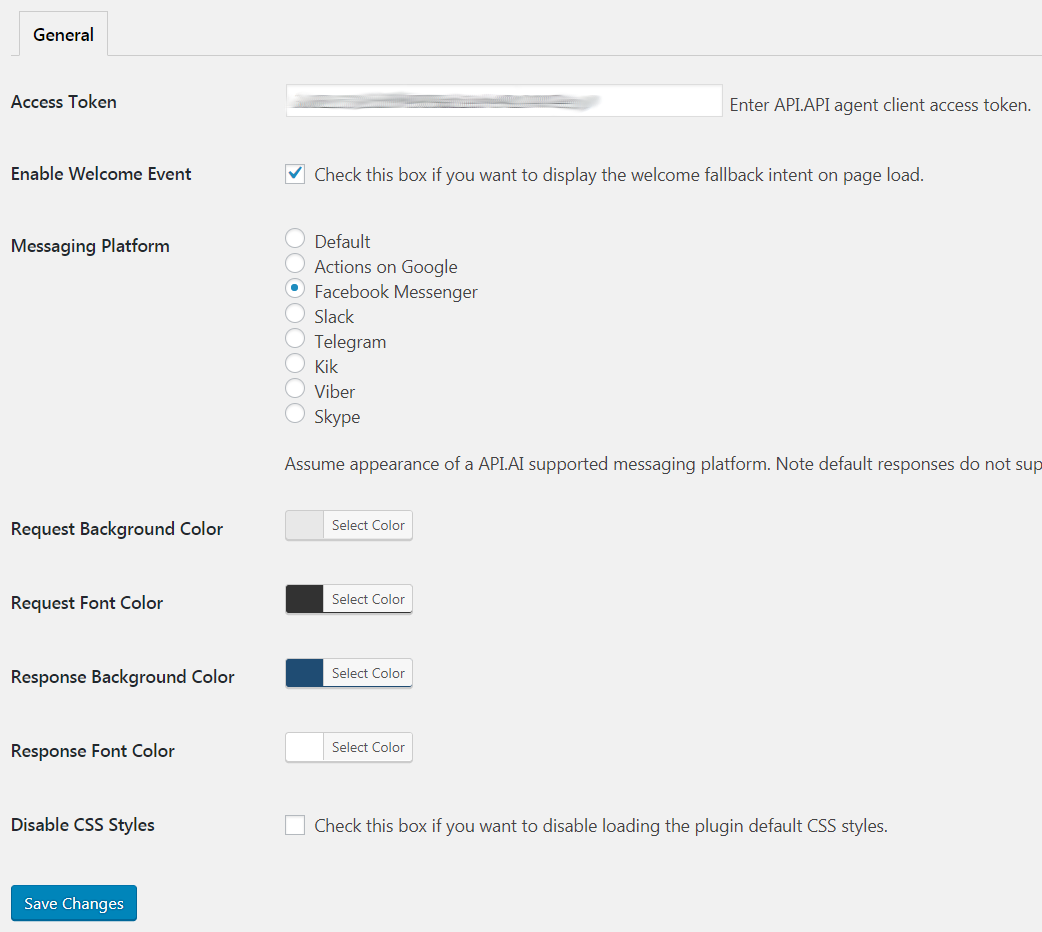 General
Access Token
Enter API.API agent client access token.
Enable Welcome Event
Check this box if you want to display the welcome fallback intent on page load.
Messaging Platform
Default
Actions on Google
Facebook Messenger
Slack
Telegram
Kik
Viber
Skype
Assume appearance of a API.AI supported messaging platform. Note default responses do not sup
Request Background Color
Select Color
Request Font Color
Select Color
Response Background Color
Select Color
Response Font Color
Select Color
Disable CSS Styles
Check this box if you want to disable loading the plugin default CSS styles.
Save Changes